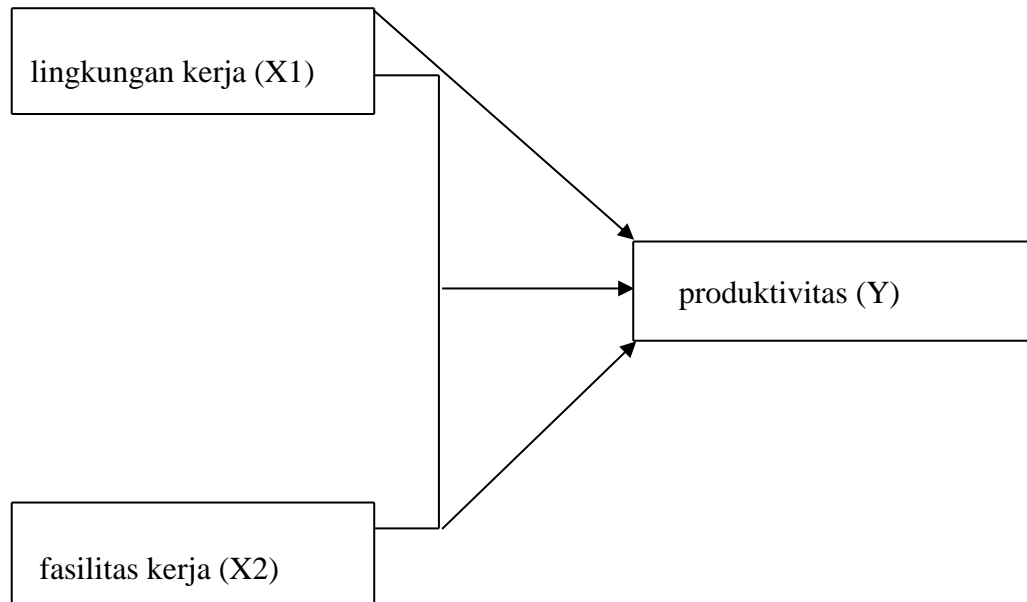 lingkungan kerja (X1)
produktivitas (Y)
fasilitas kerja (X2)